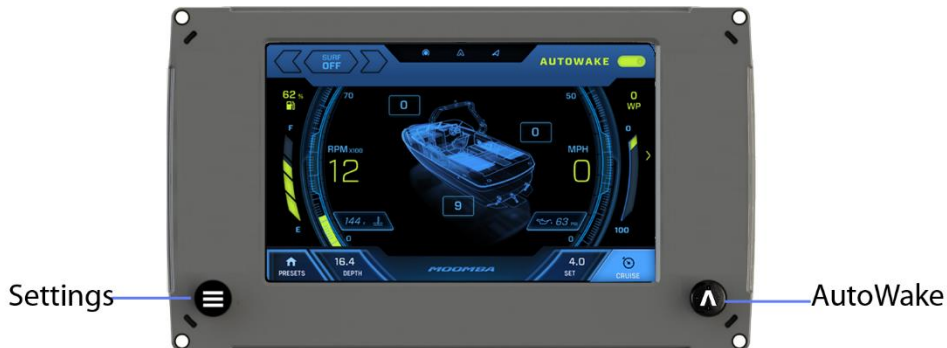 SURF
OFF
AUTOWAKE
62 %
70
50
0
WP
F
0
0
0
RPM X100
12
MPH
0
9
144
63
E
0
0
100
PRESETS
16.4
DEPTH
MOOMBA
4.0
SET
CRUISE
Settings
AutoWake